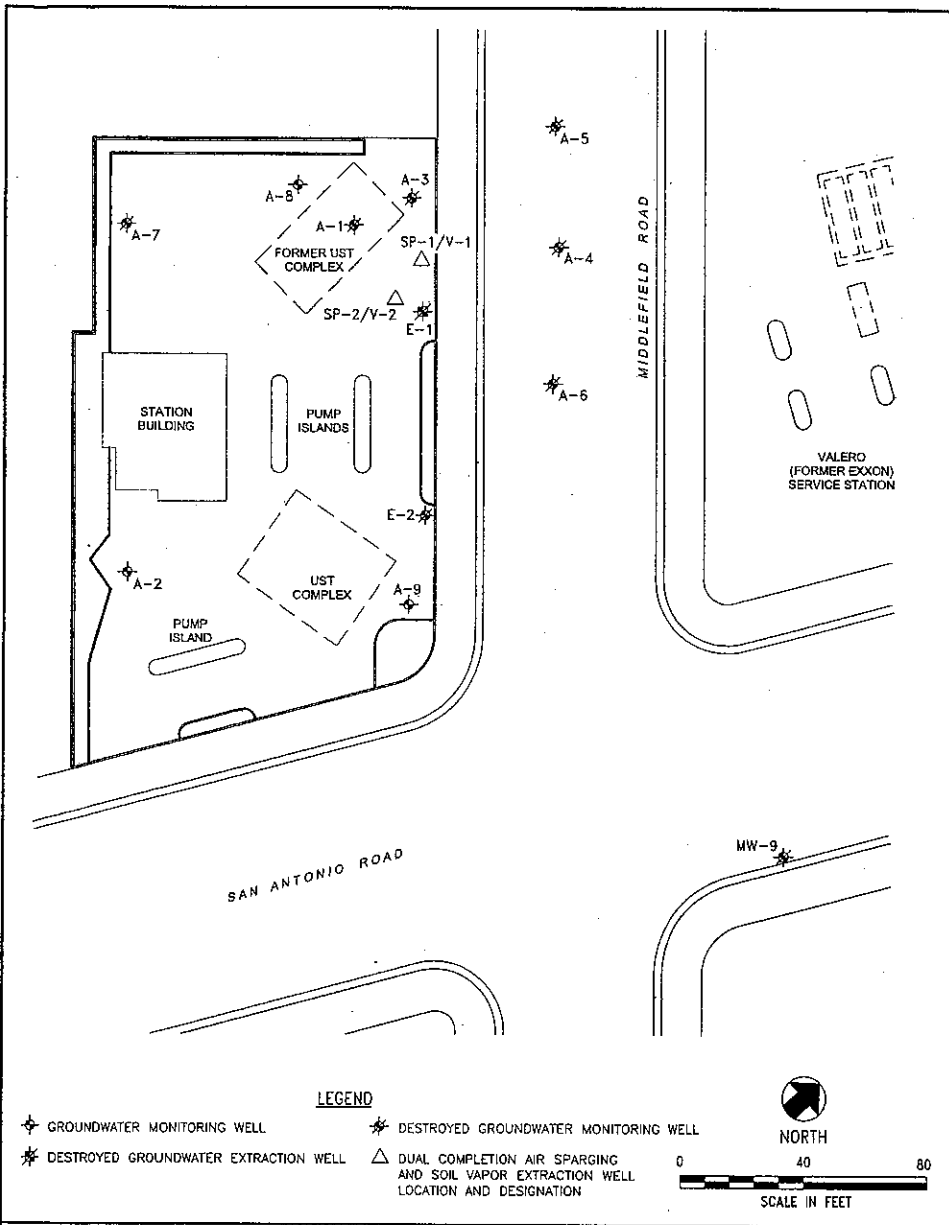 A-5
A-3
A-8
A-7
A-1
SP-1/V-1
FORMER UST
COMPLEX
A-4
SP-2/V-2
E-1
MIDDLEFIELD ROAD
A-6
STATION
BUILDING
PUMP
ISLANDS
VALERO
(FORMER EXXON)
SERVICE STATION
E-2
A-2
UST
COMPLEX
A-9
PUMP
ISLAND
MW-9
SAN ANTONIO ROAD
LEGEND
GROUNDWATER MONITORING WELL
DESTROYED GROUNDWATER EXTRACTION WELL
DESTROYED GROUNDWATER MONITORING WELL
DUAL COMPLETION AIR SPARGING
AND SOIL VAPOR EXTRACTION WELL
LOCATION AND DESIGNATION
NORTH
0 40 80
SCALE IN FEET